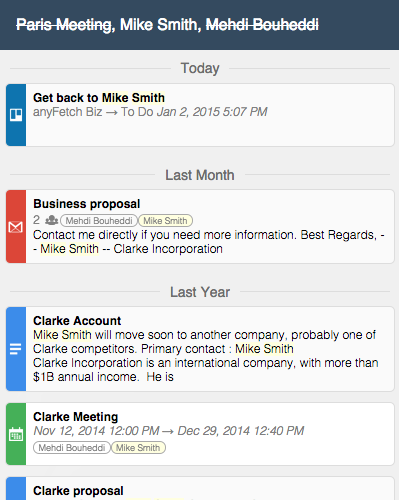 Paris Meeting, Mike Smith, Mehdi Bouheddi
Today
Get back to Mike Smith
anyFetch Biz → To Do Jan 2, 2015 5:07 PM
Last Month
Business proposal
2 Mehdi Bouheddi Mike Smith
Contact me directly if you need more information. Best Regards, -
- Mike Smith -- Clarke Incorporation
Last Year
Clarke Account
Mike Smith will move soon to another company, probably one of
Clarke competitors. Primary contact : Mike Smith
Clarke Incorporation is an international company, with more than
$1B annual income. He is
Clarke Meeting
Nov 12, 2014 12:00 PM → Dec 29, 2014 12:40 PM
Mehdi Bouheddi Mike Smith
Clarke proposal